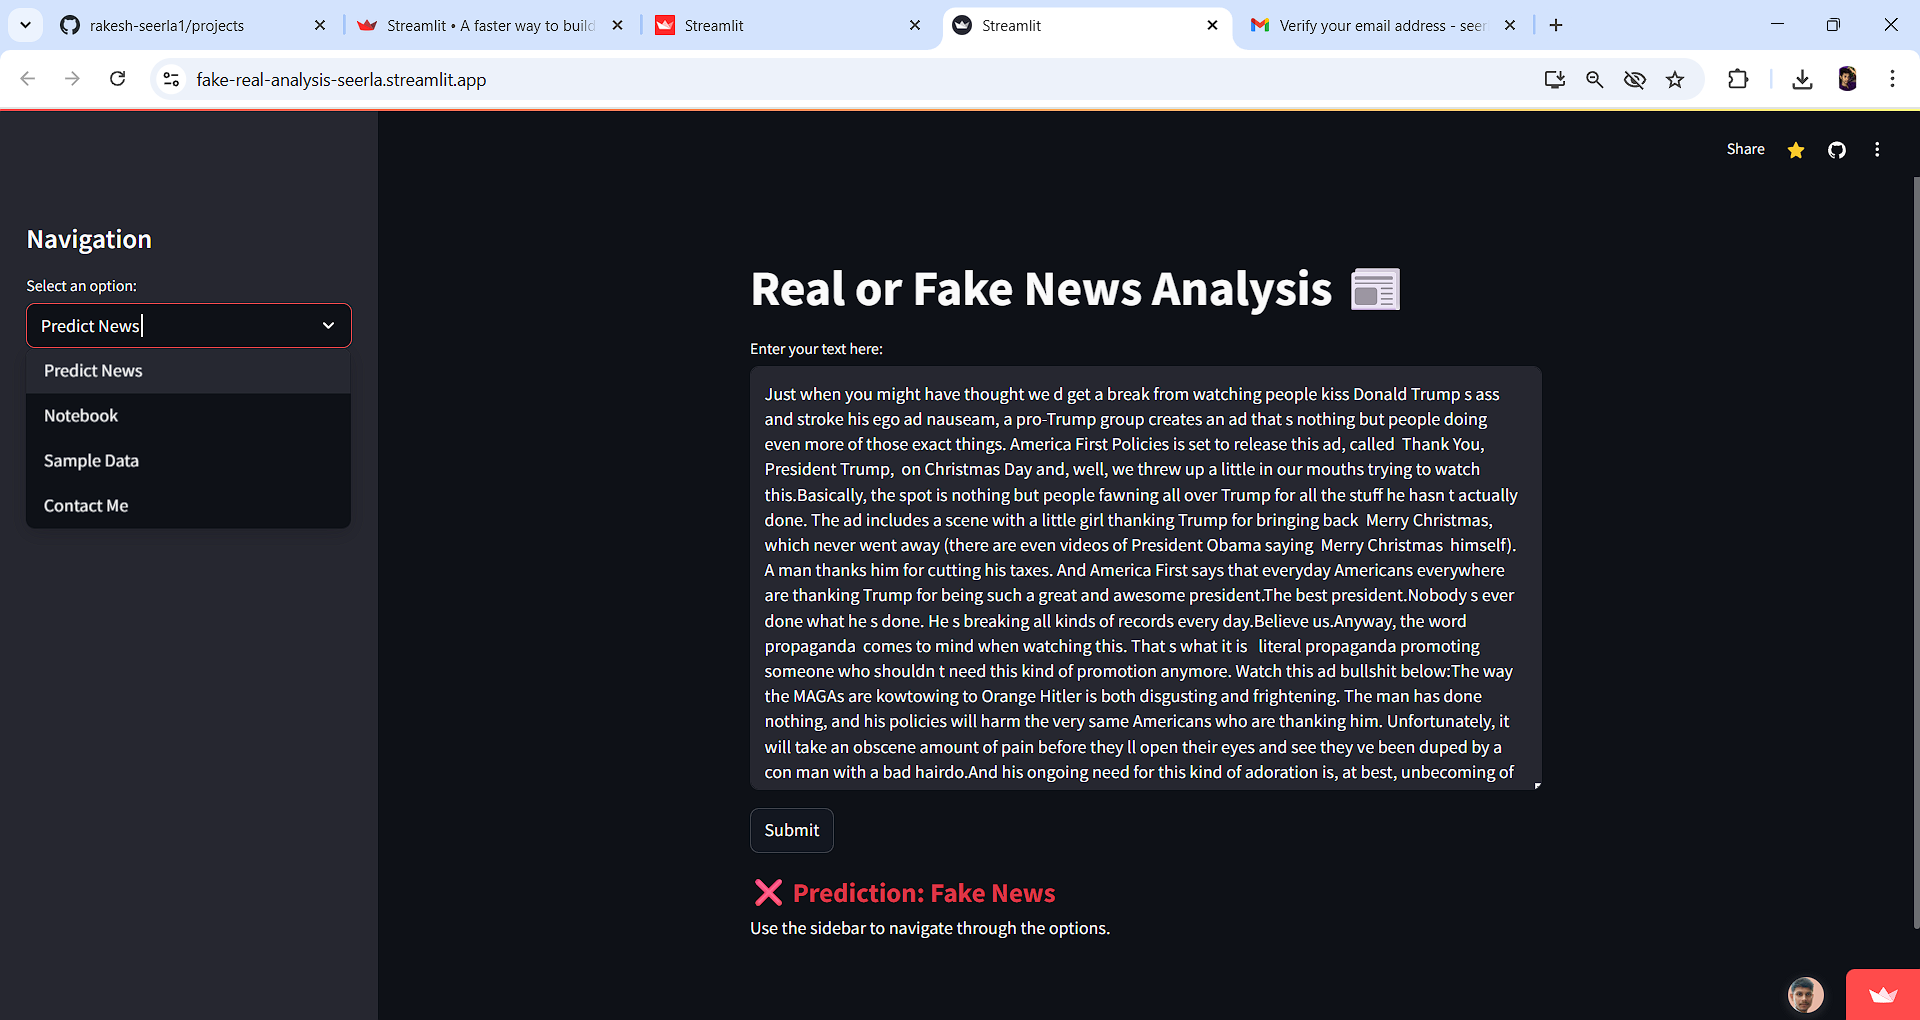 rakesh-seerla1/projects
Streamlit • A faster way to build
Streamlit
Streamlit
Verify your email address - seer
fake-real-analysis-seerla.streamlit.app
Share
Navigation
Select an option:
Predict News
Predict News
Notebook
Sample Data
Contact Me
Real or Fake News Analysis
Enter your text here:
Just when you might have thought we d get a break from watching people kiss Donald Trump s ass
and stroke his ego ad nauseam, a pro-Trump group creates an ad that s nothing but people doing
even more of those exact things. America First Policies is set to release this ad, called  Thank You,
President Trump,  on Christmas Day and, well, we threw up a little in our mouths trying to watch
this.Basically, the spot is nothing but people fawning all over Trump for all the stuff he hasn t actually
done. The ad includes a scene with a little girl thanking Trump for bringing back  Merry Christmas,
which never went away (there are even videos of President Obama saying  Merry Christmas  himself).
A man thanks him for cutting his taxes. And America First says that everyday Americans everywhere
are thanking Trump for being such a great and awesome president.The best president.Nobody s ever
done what he s done. He s breaking all kinds of records every day.Believe us.Anyway, the word
propaganda  comes to mind when watching this. That s what it is   literal propaganda promoting
someone who shouldn t need this kind of promotion anymore. Watch this ad bullshit below:The way
the MAGAs are kowtowing to Orange Hitler is both disgusting and frightening. The man has done
nothing, and his policies will harm the very same Americans who are thanking him. Unfortunately, it
will take an obscene amount of pain before they ll open their eyes and see they ve been duped by a
con man with a bad hairdo.And his ongoing need for this kind of adoration is, at best, unbecoming of
Submit
❌ Prediction: Fake News
Use the sidebar to navigate through the options.